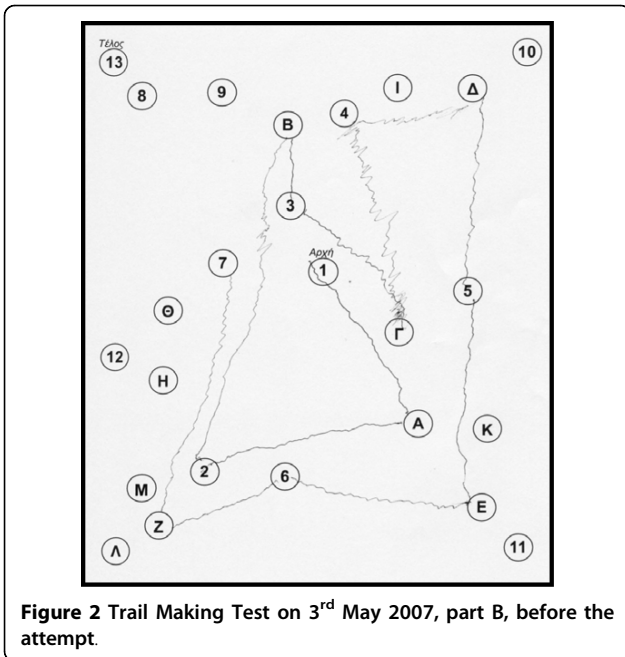 Τέλος
13
10
8
9
Ι
Δ
4
Β
3
Αρχή
1
7
5
Θ
Γ
12
Η
Α
Κ
2
6
Μ
Ε
Ζ
Λ
11
Figure 2 Trail Making Test on 3rd May 2007, part B, before the
attempt.